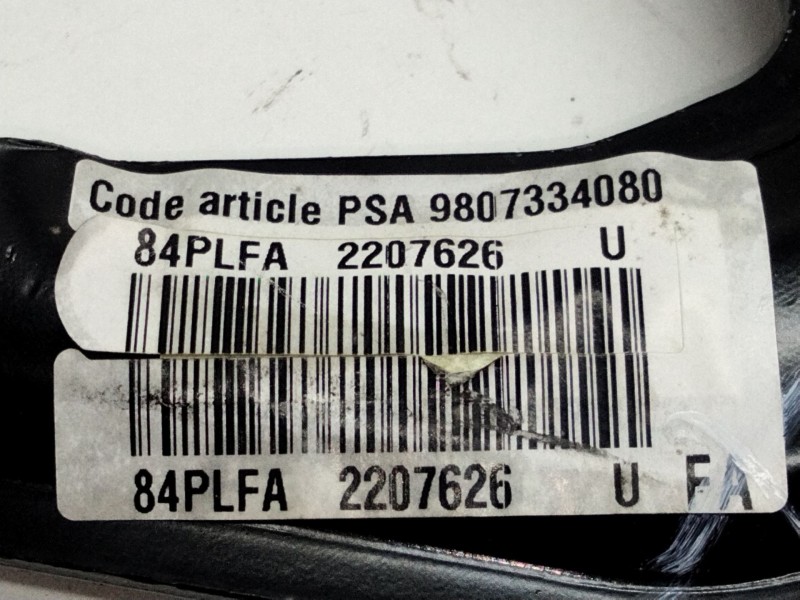 Code article PSA 9807334080
84PLFA 2207626 U
84PLFA 2207626 U FA